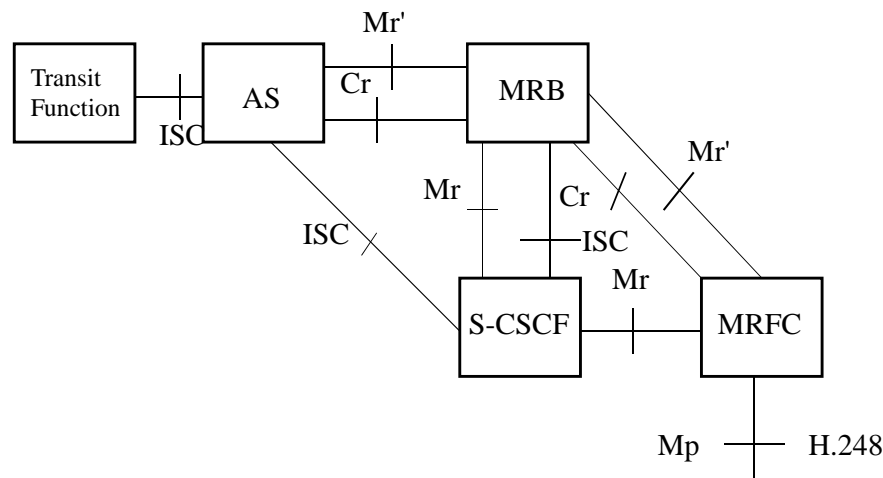 Mr'
Transit
Function
AS
Cr
MRB
ISC
Mr'
Mr
Cr
ISC
ISC
Mr
S-CSCF
MRFC
Mp
H.248